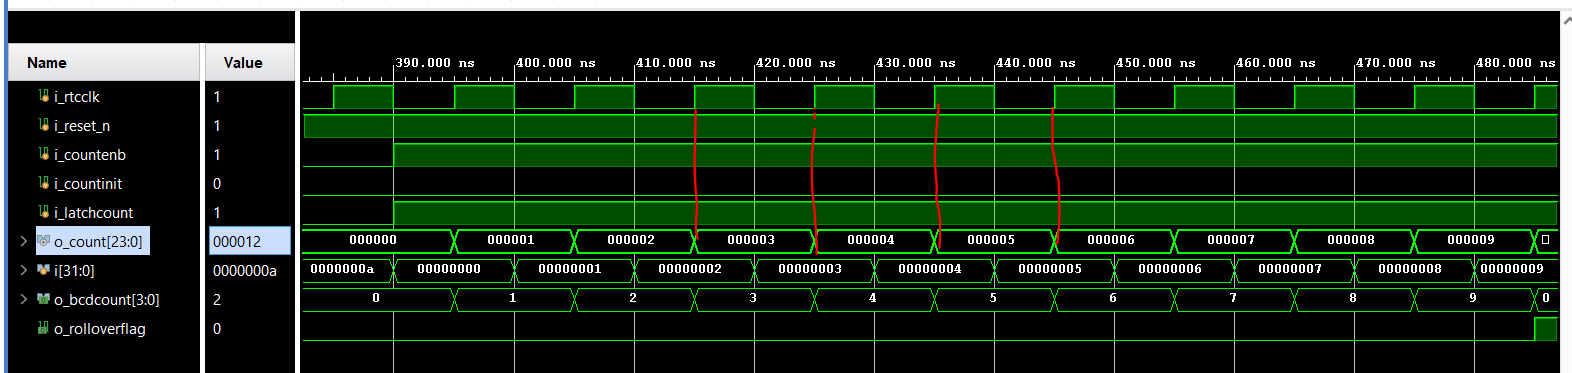 Name Value
390.000 ns 400.000 ns 410.000 ns 420.000 ns 430.000 ns 440.000 ns 450.000 ns 460.000 ns 470.000 ns 480.000 ns
i_rtcclk 1
i_reset_n 1
i_countenb 1
i_countinit 0
i_latchcount 1
o_count[23:0] 000012 000000 000001 000002 000003 000004 000005 000006 000007 000008 000009
i[31:0] 0000000a 0000000a 00000000 00000001 00000002 00000003 00000004 00000005 00000006 00000007 00000008 00000009
o_bcdcount[3:0] 2 0 1 2 3 4 5 6 7 8 9 0
o_rolloverflag 0